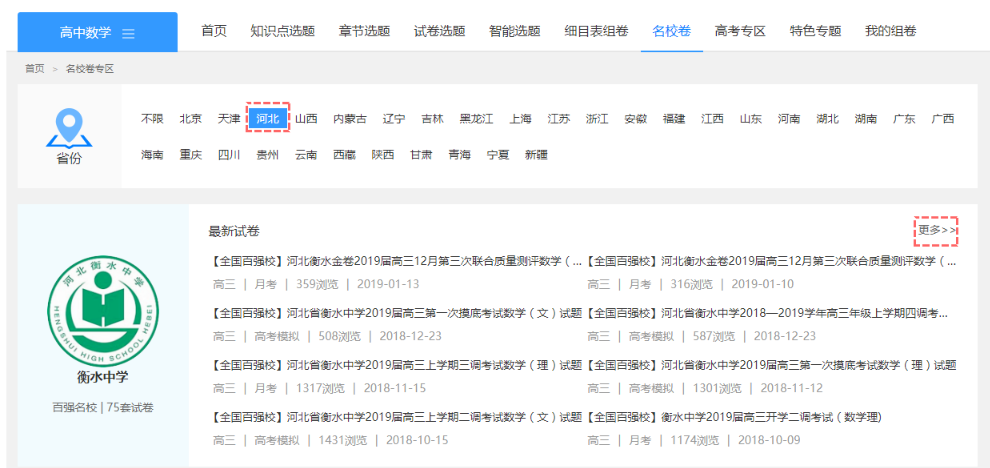 高中数学 首页 知识点选题 章节选题 试卷选题 智能选题 细目表组卷 名校卷 高考专区 特色专题 我的组卷
首页 > 名校卷专区
省份
不限 北京 天津 河北 山西 内蒙古 辽宁 吉林 黑龙江 上海 江苏 浙江 安徽 福建 江西 山东 河南 湖北 湖南 广东 广西
海南 重庆 四川 贵州 云南 西藏 陕西 甘肃 青海 宁夏 新疆
河北衡水中学
HENGSHUI HIGH SCHOOL HEBEI
衡水中学
百强名校 | 75套试卷
最新试卷 更多>>
【全国百强校】河北衡水金卷2019届高三12月第三次联合质量测评数学（... 【全国百强校】河北衡水金卷2019届高三12月第三次联合质量测评数学（...
高三 | 月考 | 359浏览 | 2019-01-13 高三 | 月考 | 316浏览 | 2019-01-10
【全国百强校】河北省衡水中学2019届高三第一次摸底考试数学（文）试题 【全国百强校】河北省衡水中学2018—2019学年高三年级上学期四调考...
高三 | 高考模拟 | 508浏览 | 2018-12-23 高三 | 高考模拟 | 587浏览 | 2018-12-23
【全国百强校】河北省衡水中学2019届高三上学期三调考试数学（理）试题 【全国百强校】河北省衡水中学2019届高三第一次摸底考试数学（理）试题
高三 | 月考 | 1317浏览 | 2018-11-15 高三 | 高考模拟 | 1301浏览 | 2018-11-12
【全国百强校】河北省衡水中学2019届高三上学期二调考试数学（文）试题 【全国百强校】衡水中学2019届高三开学二调考试（数学理)
高三 | 高考模拟 | 1431浏览 | 2018-10-15 高三 | 月考 | 1174浏览 | 2018-10-09